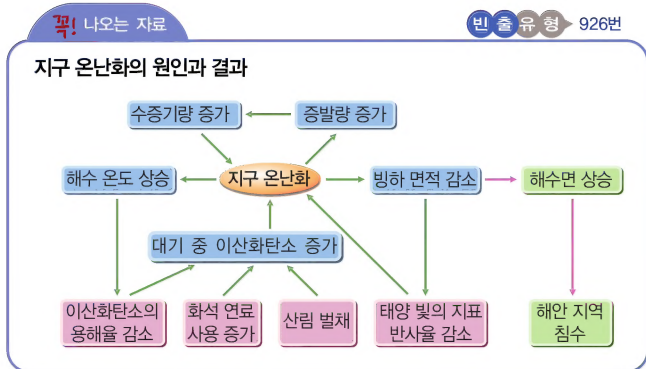 꼭! 나오는 자료
빈출유형 926번
지구 온난화의 원인과 결과
수증기량 증가
증발량 증가
해수 온도 상승
지구 온난화
빙하 면적 감소
해수면 상승
대기 중 이산화탄소 증가
이산화탄소의
용해율 감소
화석 연료
사용 증가
산림 벌채
태양 빛의 지표
반사율 감소
해안 지역
침수